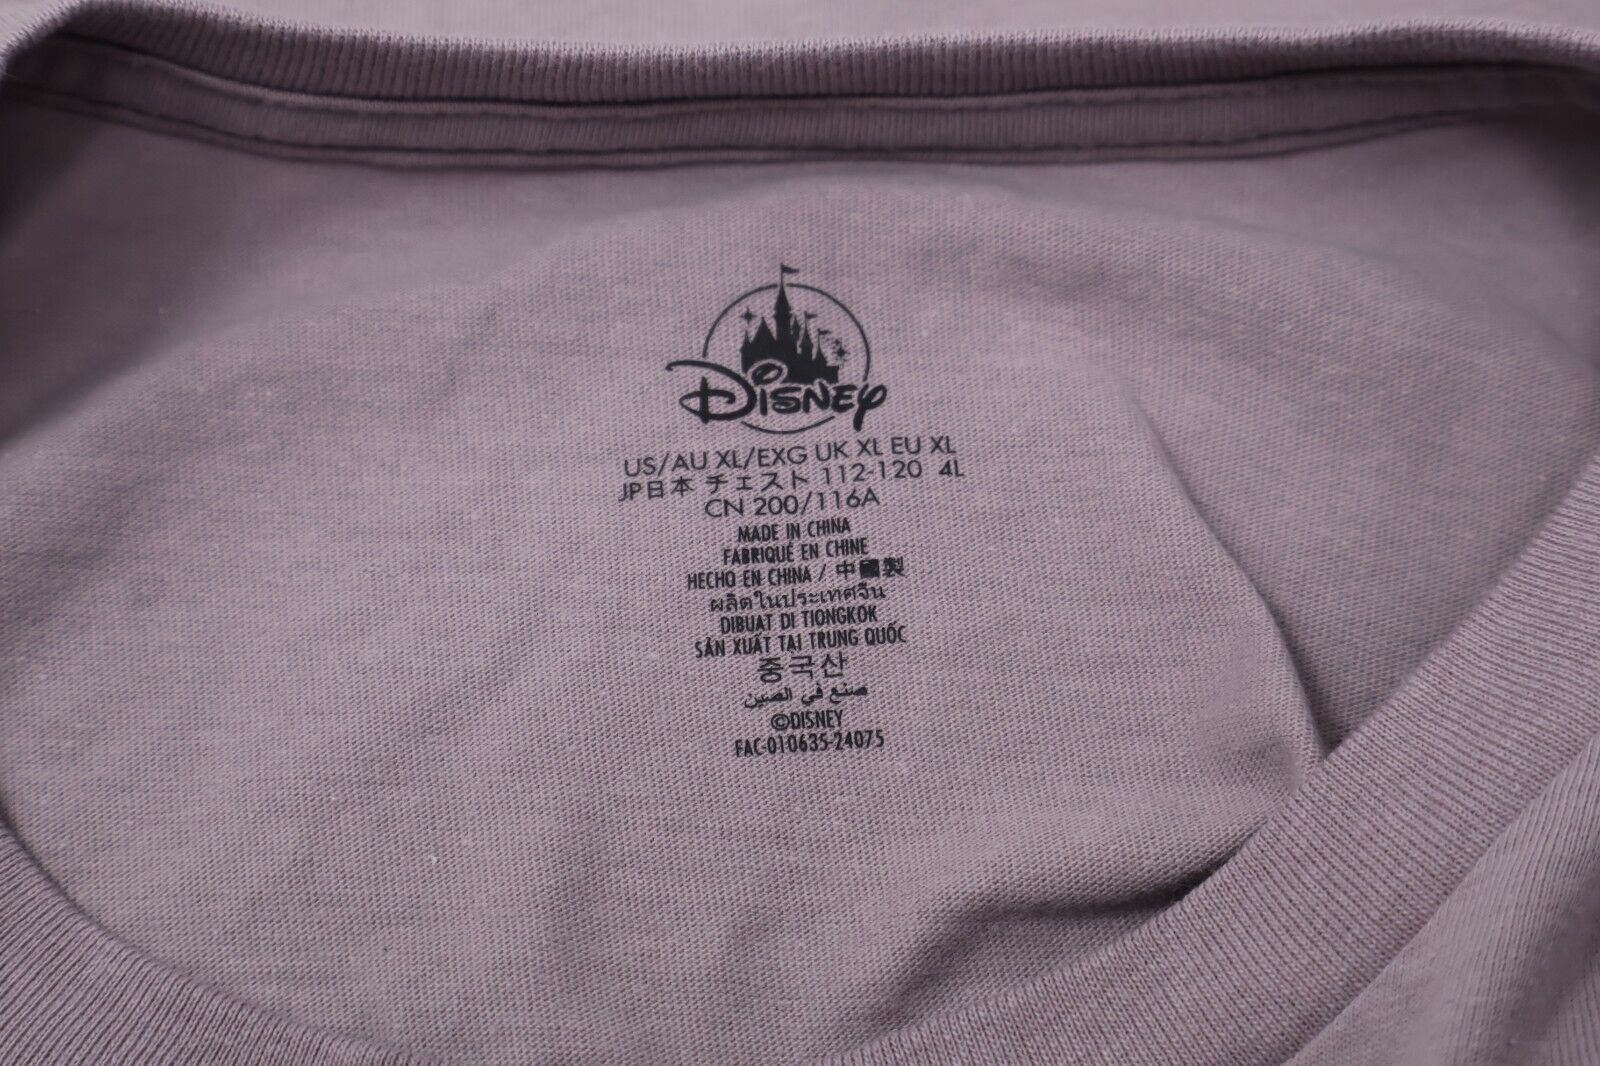 Disney
US/AU XL/EXG UK XL EU XL
JP日本 チェスト 112-120 4L
CN 200/116A
MADE IN CHINA
FABRIQUÉ EN CHINE
HECHO EN CHINA / 中國製
ผลิตในประเทศจีน
DIBUAT DI TIONGKOK
SẢN XUẤT TẠI TRUNG QUỐC
중국산
صنع في الصين
©DISNEY
FAC-010635-24075